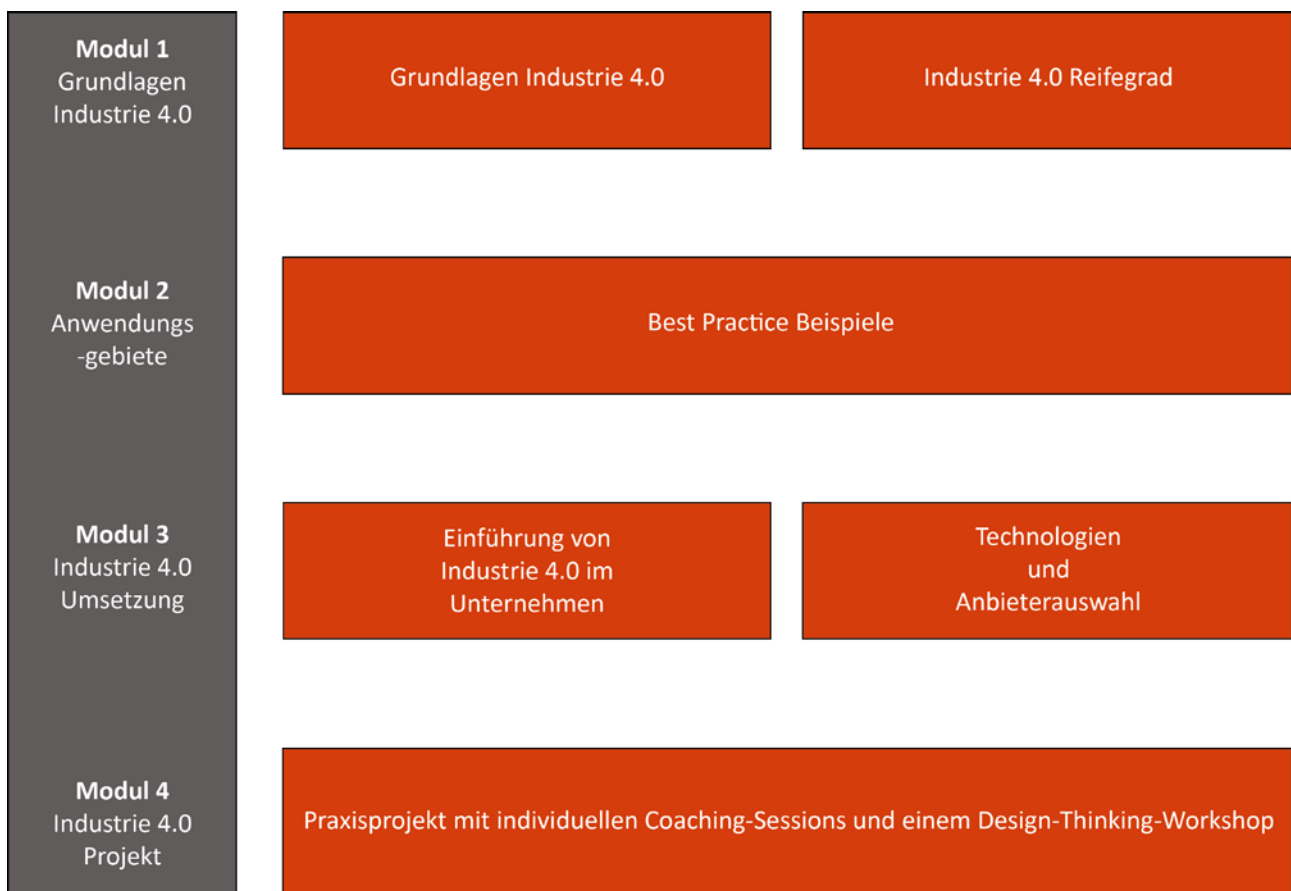 Modul 1
Grundlagen
Industrie 4.0
Grundlagen Industrie 4.0
Industrie 4.0 Reifegrad
Modul 2
Anwendungs
-gebiete
Best Practice Beispiele
Modul 3
Industrie 4.0
Umsetzung
Einführung von
Industrie 4.0 im
Unternehmen
Technologien
und
Anbieterauswahl
Modul 4
Industrie 4.0
Projekt
Praxisprojekt mit individuellen Coaching-Sessions und einem Design-Thinking-Workshop